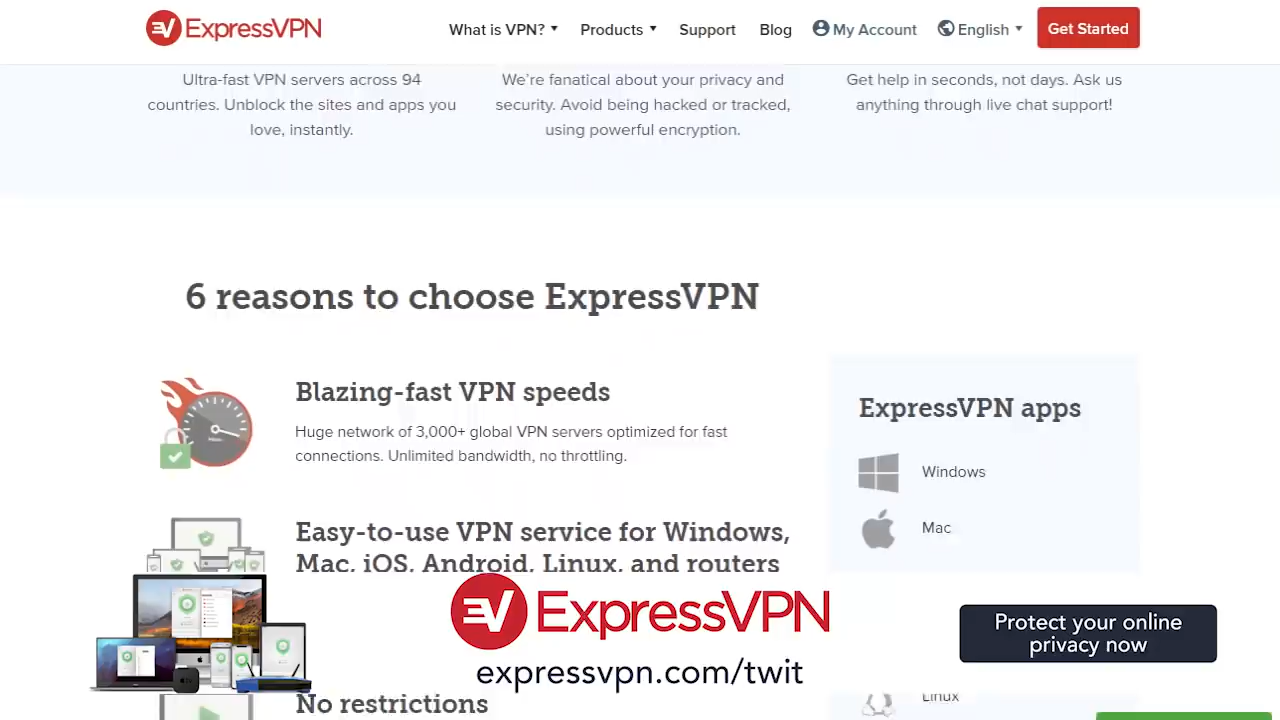 ExpressVPN
What is VPN?
Products
Support
Blog
My Account
English
Get Started
Ultra-fast VPN servers across 94
countries. Unblock the sites and apps you
love, instantly.
We're fanatical about your privacy and
security. Avoid being hacked or tracked,
using powerful encryption.
Get help in seconds, not days. Ask us
anything through live chat support!
6 reasons to choose ExpressVPN
Blazing-fast VPN speeds
Huge network of 3,000+ global VPN servers optimized for fast
connections. Unlimited bandwidth, no throttling.
Easy-to-use VPN service for Windows,
Mac, iOS, Android, Linux, and routers
No restrictions
ExpressVPN apps
Windows
Mac
Linux
ExpressVPN
expressvpn.com/twit
Protect your online
privacy now